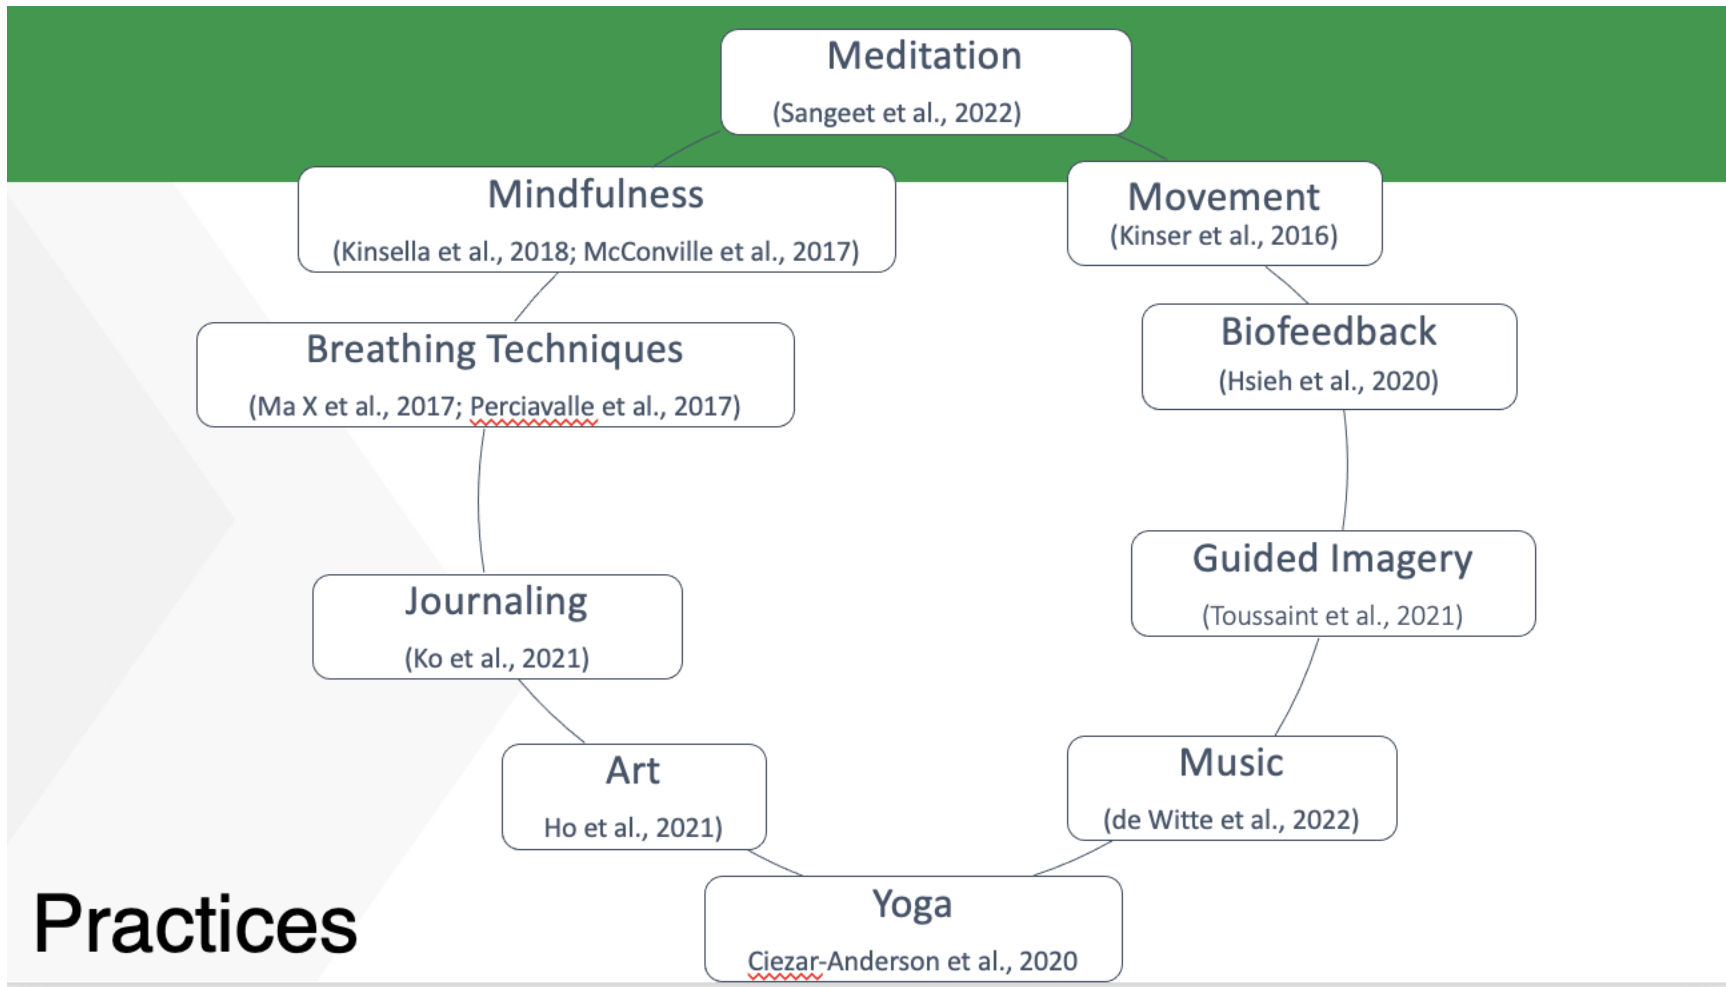 Meditation
(Sangeet et al., 2022)
Mindfulness
(Kinsella et al., 2018; McConville et al., 2017)
Movement
(Kinser et al., 2016)
Breathing Techniques
(Ma X et al., 2017; Perciavalle et al., 2017)
Biofeedback
(Hsieh et al., 2020)
Journaling
(Ko et al., 2021)
Guided Imagery
(Toussaint et al., 2021)
Art
Ho et al., 2021)
Music
(de Witte et al., 2022)
Yoga
Ciezar-Anderson et al., 2020
Practices